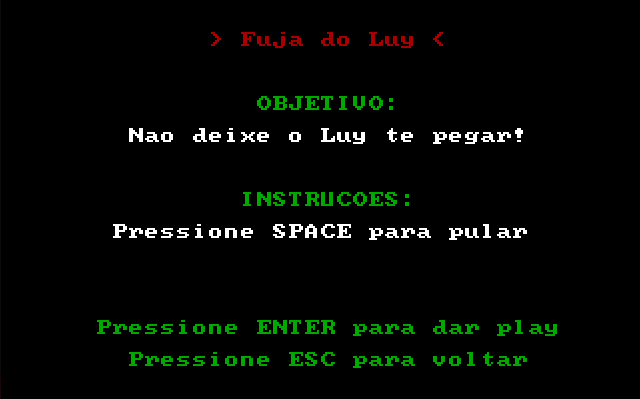 > Fuja do Luy <
OBJETIVO:
Nao deixe o Luy te pegar!
INSTRUCOES:
Pressione SPACE para pular
Pressione ENTER para dar play
Pressione ESC para voltar